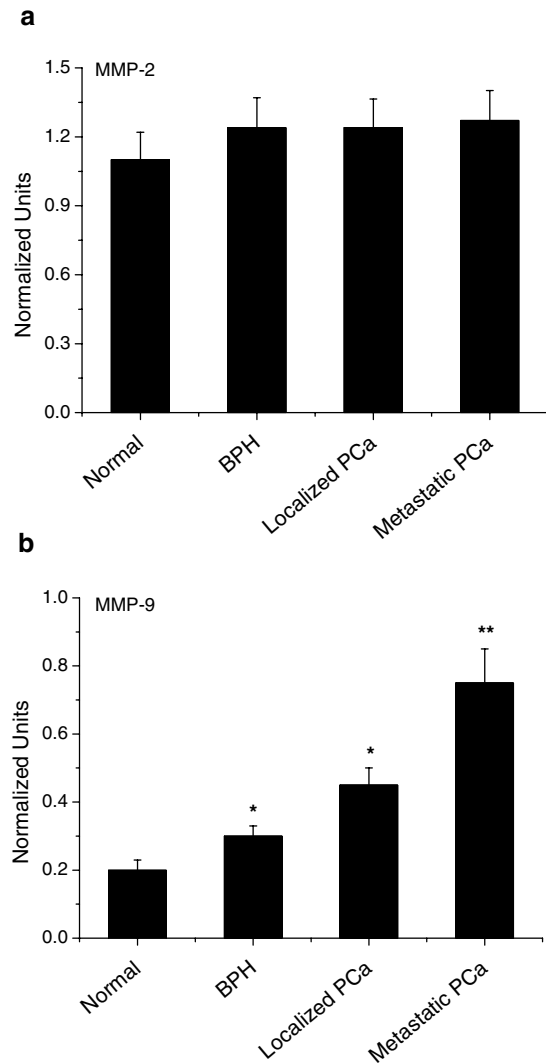 a
MMP-2
1.5
1.2
0.9
0.6
0.3
0.0
Normalized Units
Normal
BPH
Localized PCa
Metastatic PCa
b
MMP-9
1.0
0.8
0.6
0.4
0.2
0.0
Normalized Units
*
*
**
Normal
BPH
Localized PCa
Metastatic PCa